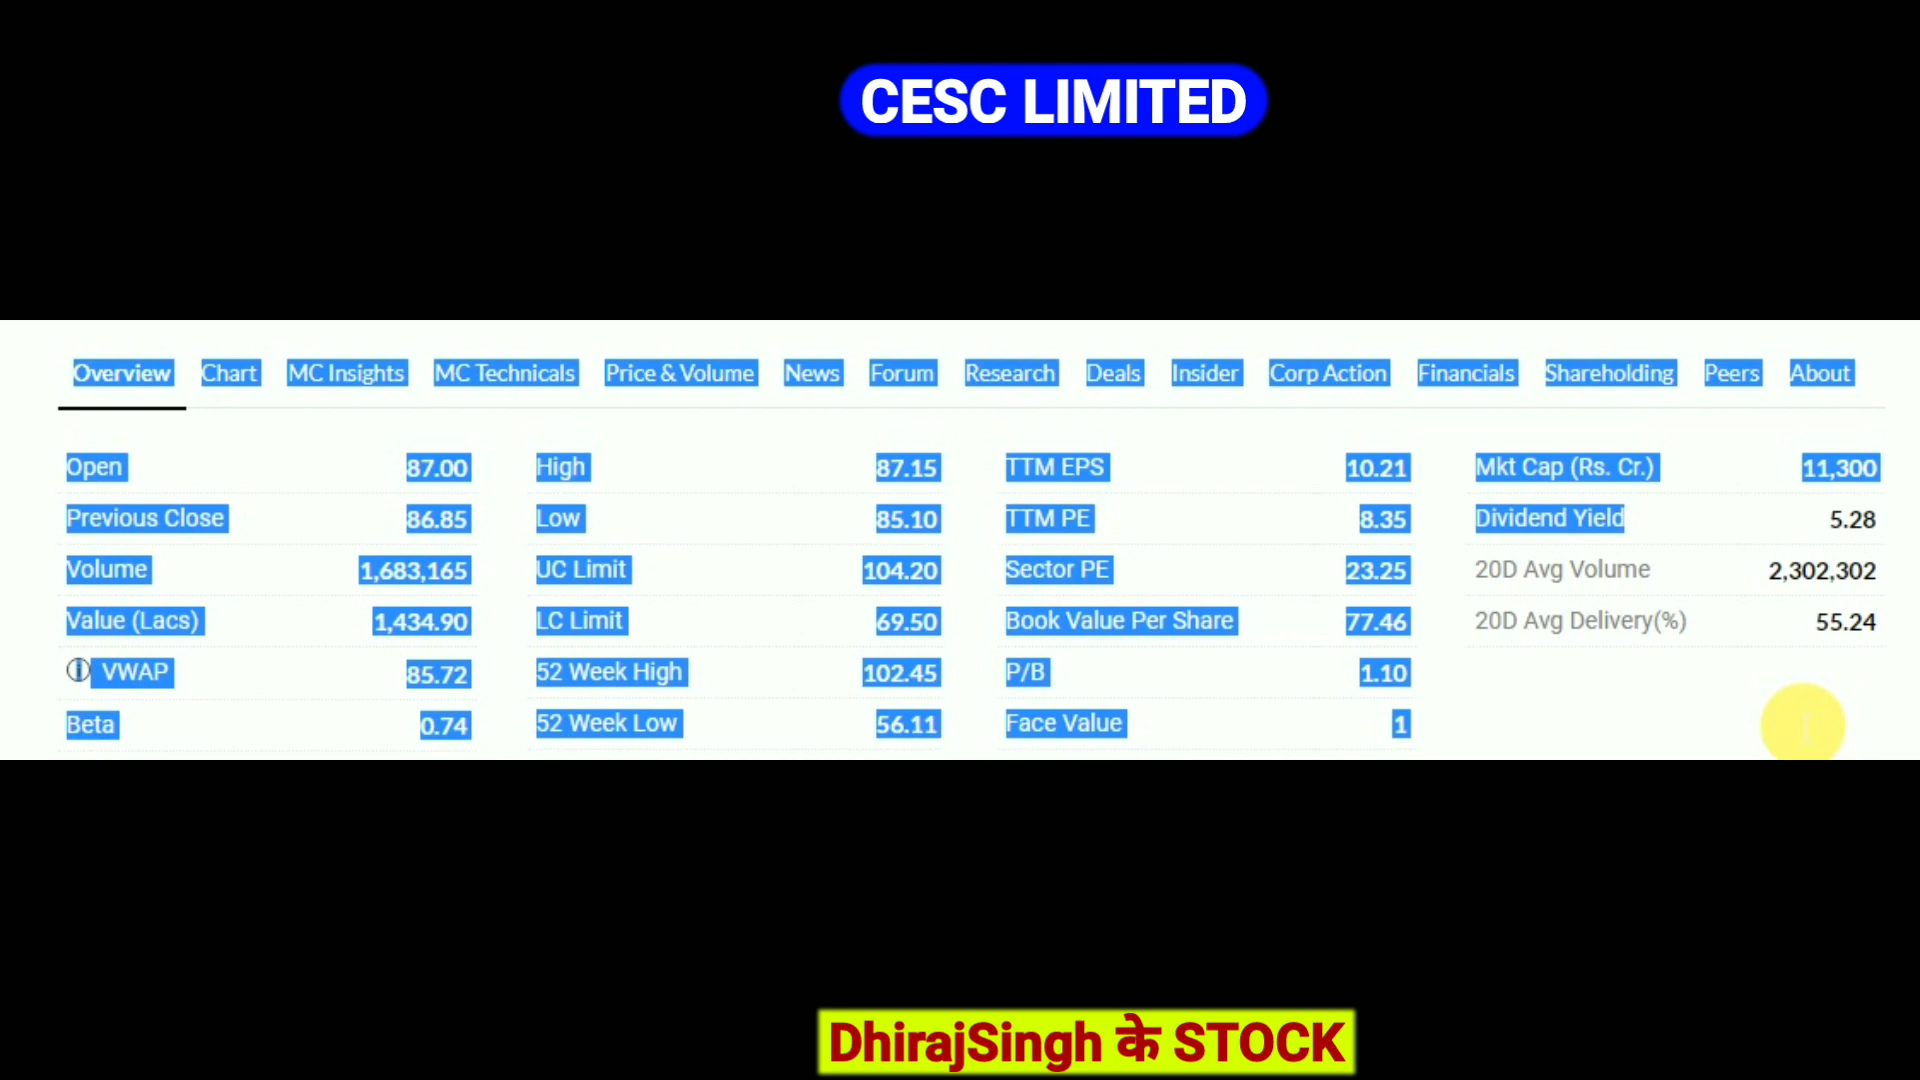 CESC LIMITED
Overview Chart MC Insights MC Technicals Price & Volume News Forum Research Deals Insider Corp Action Financials Shareholding Peers About
Open 87.00 High 87.15 TTM EPS 10.21 Mkt Cap (Rs. Cr.) 11,300
Previous Close 86.85 Low 85.10 TTM PE 8.35 Dividend Yield 5.28
Volume 1,683,165 UC Limit 104.20 Sector PE 23.25 20D Avg Volume 2,302,302
Value (Lacs) 1,434.90 LC Limit 69.50 Book Value Per Share 77.46 20D Avg Delivery(%) 55.24
VWAP 85.72 52 Week High 102.45 P/B 1.10
Beta 0.74 52 Week Low 56.11 Face Value 1
DhirajSingh के STOCK